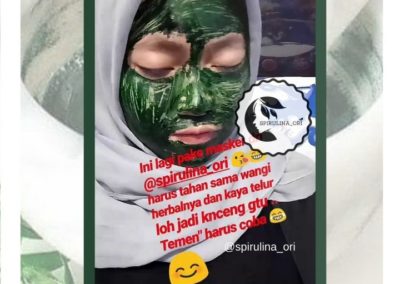 SPIRULINA_ORI
Ini lagi pake masker
@spirulina_ori
harus tahan sama wangi
herbalnya dan kaya telur
loh jadi knceng gtu
Temen" harus coba
@spirulina_ori